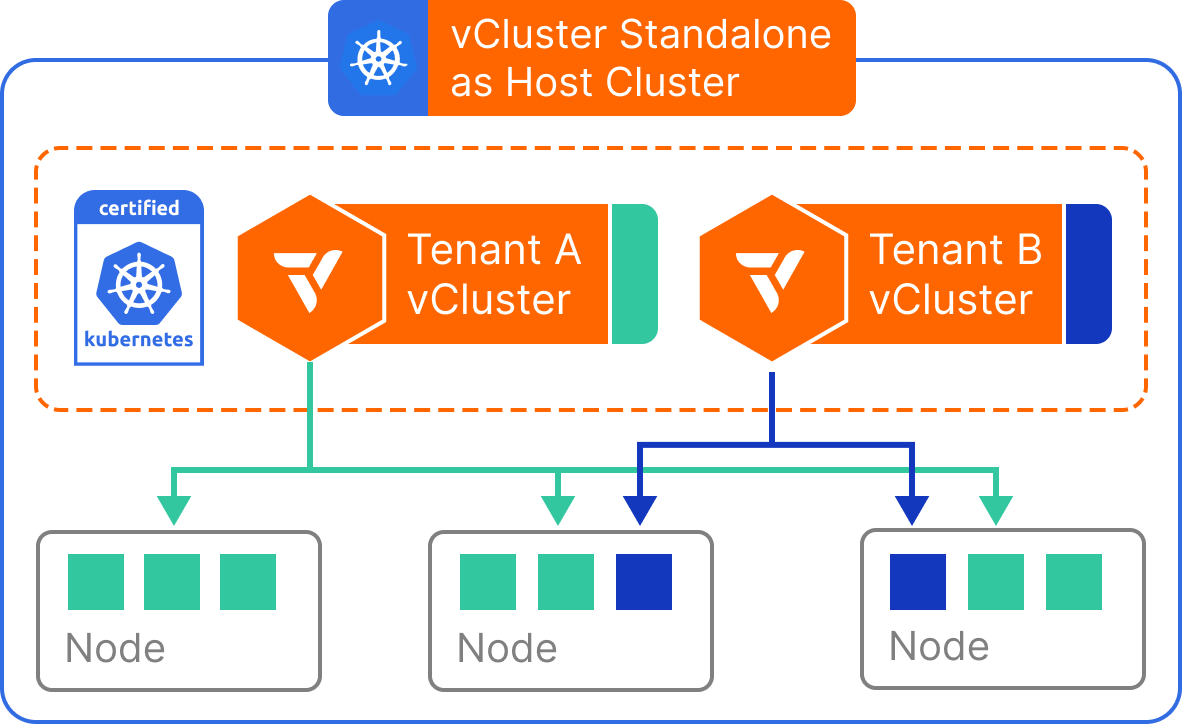 vCluster Standalone
as Host Cluster
certified
kubernetes
Tenant A
vCluster
Tenant B
vCluster
Node
Node
Node